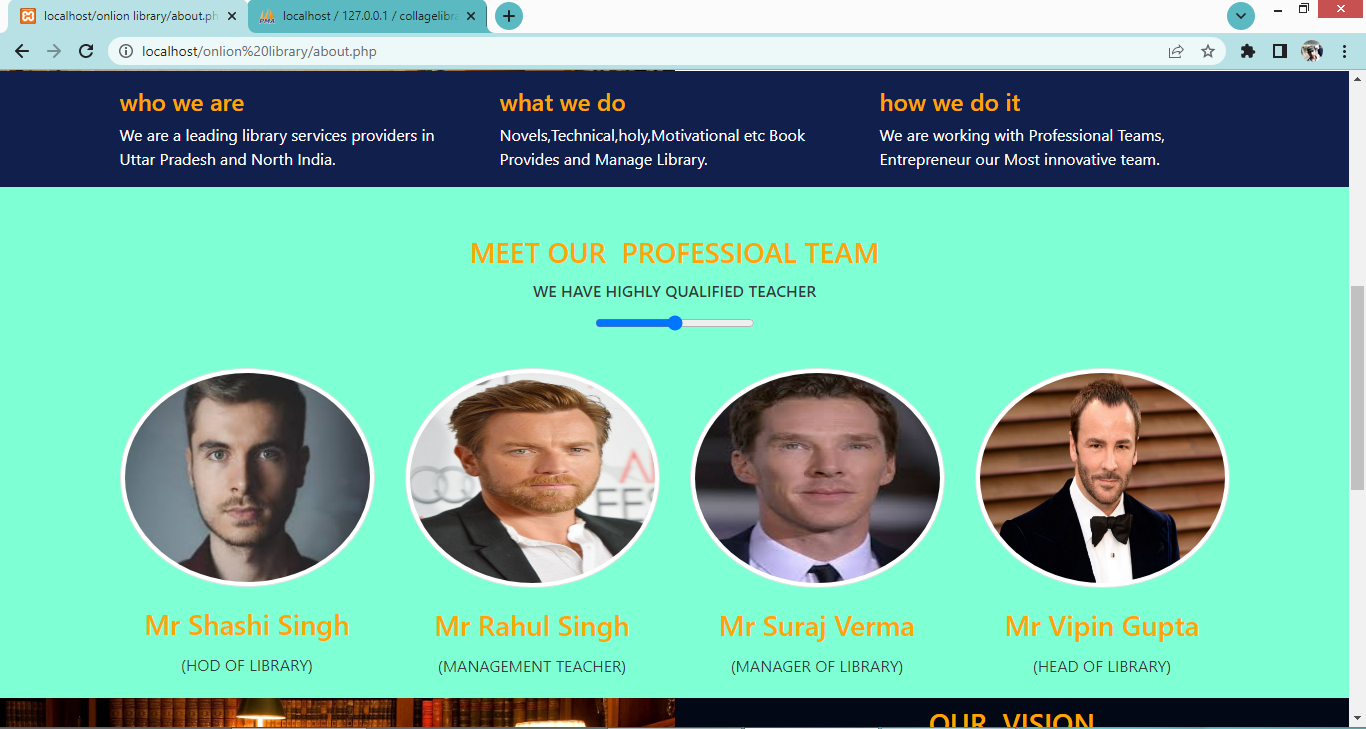 localhost/onlion library/about.ph
localhost / 127.0.0.1 / collagelibra
localhost/onlion%20library/about.php
who we are
what we do
how we do it
We are a leading library services providers in
Uttar Pradesh and North India.
Novels,Technical,holy,Motivational etc Book
Provides and Manage Library.
We are working with Professional Teams,
Entrepreneur our Most innovative team.
MEET OUR PROFESSIOAL TEAM
WE HAVE HIGHLY QUALIFIED TEACHER
Mr Shashi Singh
Mr Rahul Singh
Mr Suraj Verma
Mr Vipin Gupta
(HOD OF LIBRARY)
(MANAGEMENT TEACHER)
(MANAGER OF LIBRARY)
(HEAD OF LIBRARY)
OUR VISION